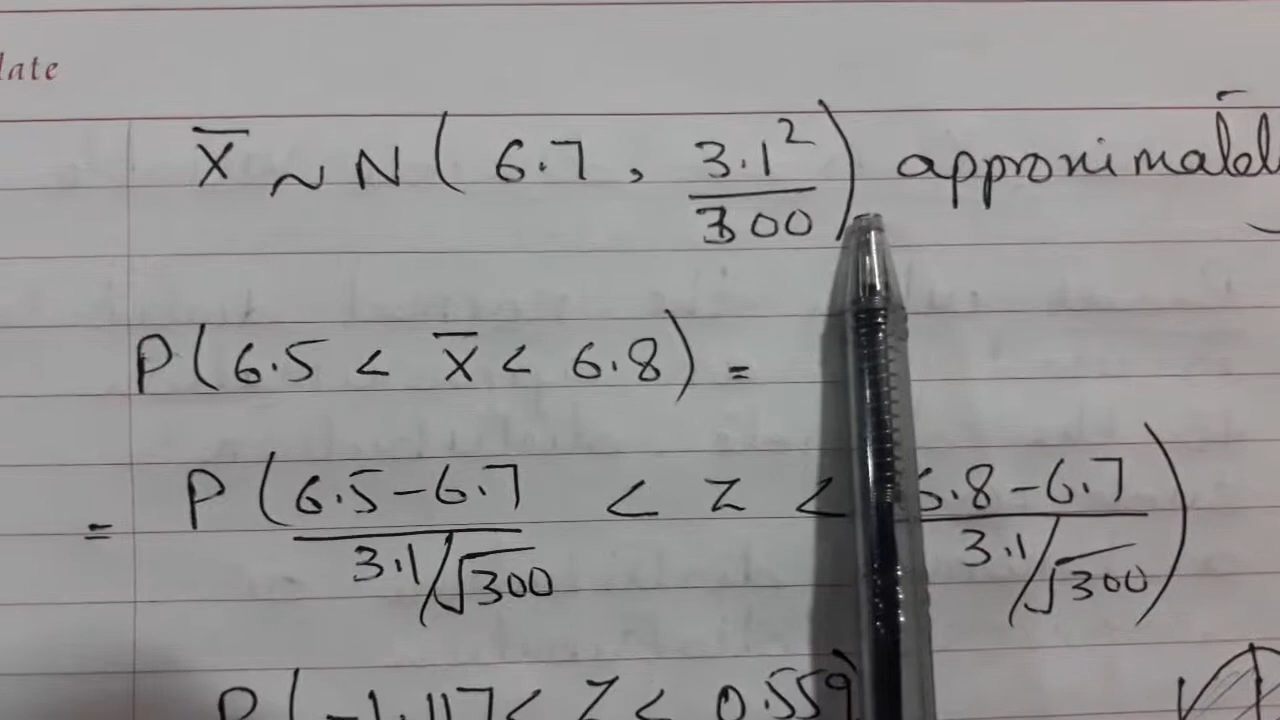 late
X̅ ~ N ( 6.7 , 3.1² / 300 ) approximately
P(6.5 < X̅ < 6.8) =
= P ( (6.5 - 6.7) / (3.1/√300) < Z < (6.8 - 6.7) / (3.1/√300) )
P( -1.117 < Z < 0.559)